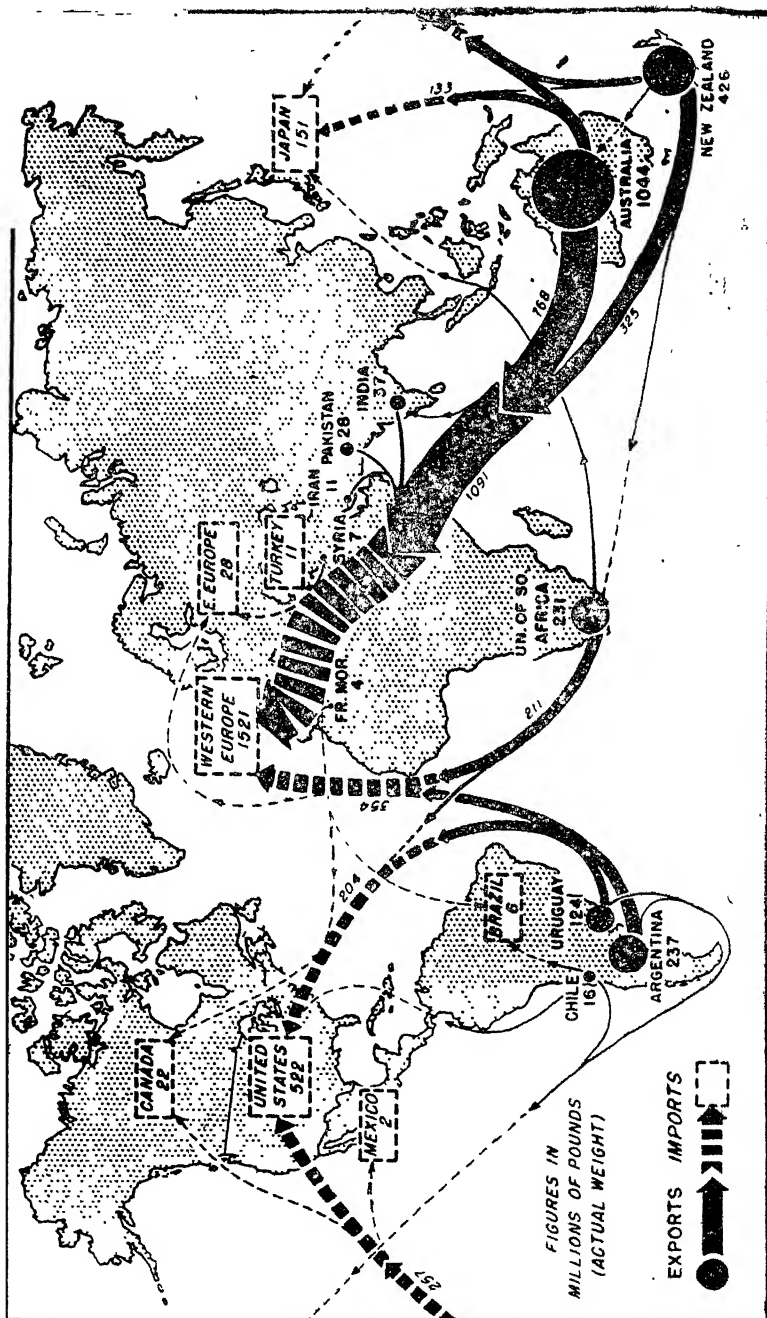 CANADA
22
UNITED
STATES
522
MEXICO
2
257
204
FIGURES IN
MILLIONS OF POUNDS
(ACTUAL WEIGHT)
EXPORTS IMPORTS
BRAZIL
6
URUGUAY
124
CHILE
16
ARGENTINA
237
WESTERN
EUROPE
1521
E. EUROPE
28
TURKEY
11
SYRIA
7
IRAN
11
PAKISTAN
28
INDIA
37
FR. MOR.
4
354
211
UN. OF SO.
AFRICA
231
1091
768
325
JAPAN
151
133
AUSTRALIA
1044
NEW ZEALAND
426